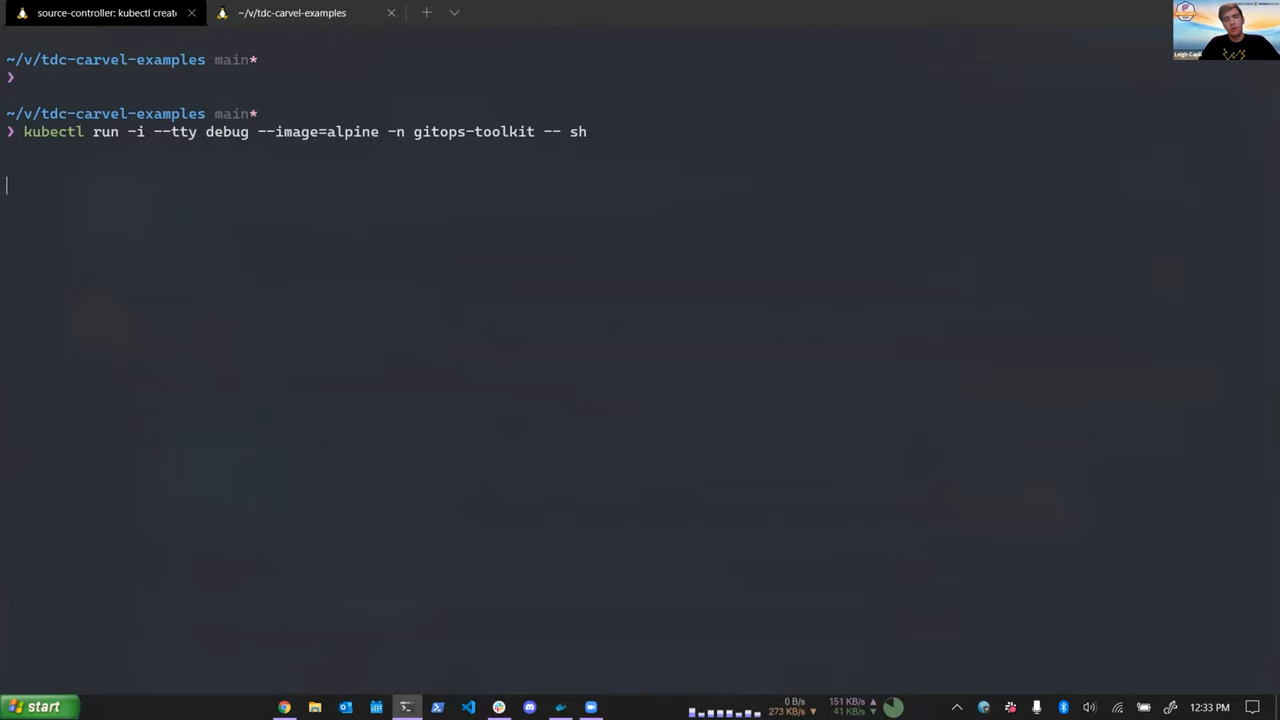 source-controller: kubectl create
~/v/tdc-carvel-examples
~/v/tdc-carvel-examples main*
❯
~/v/tdc-carvel-examples main*
❯ kubectl run -i --tty debug --image=alpine -n gitops-toolkit -- sh
start
0 B/s
273 KB/s
151 KB/s
41 KB/s
12:33 PM